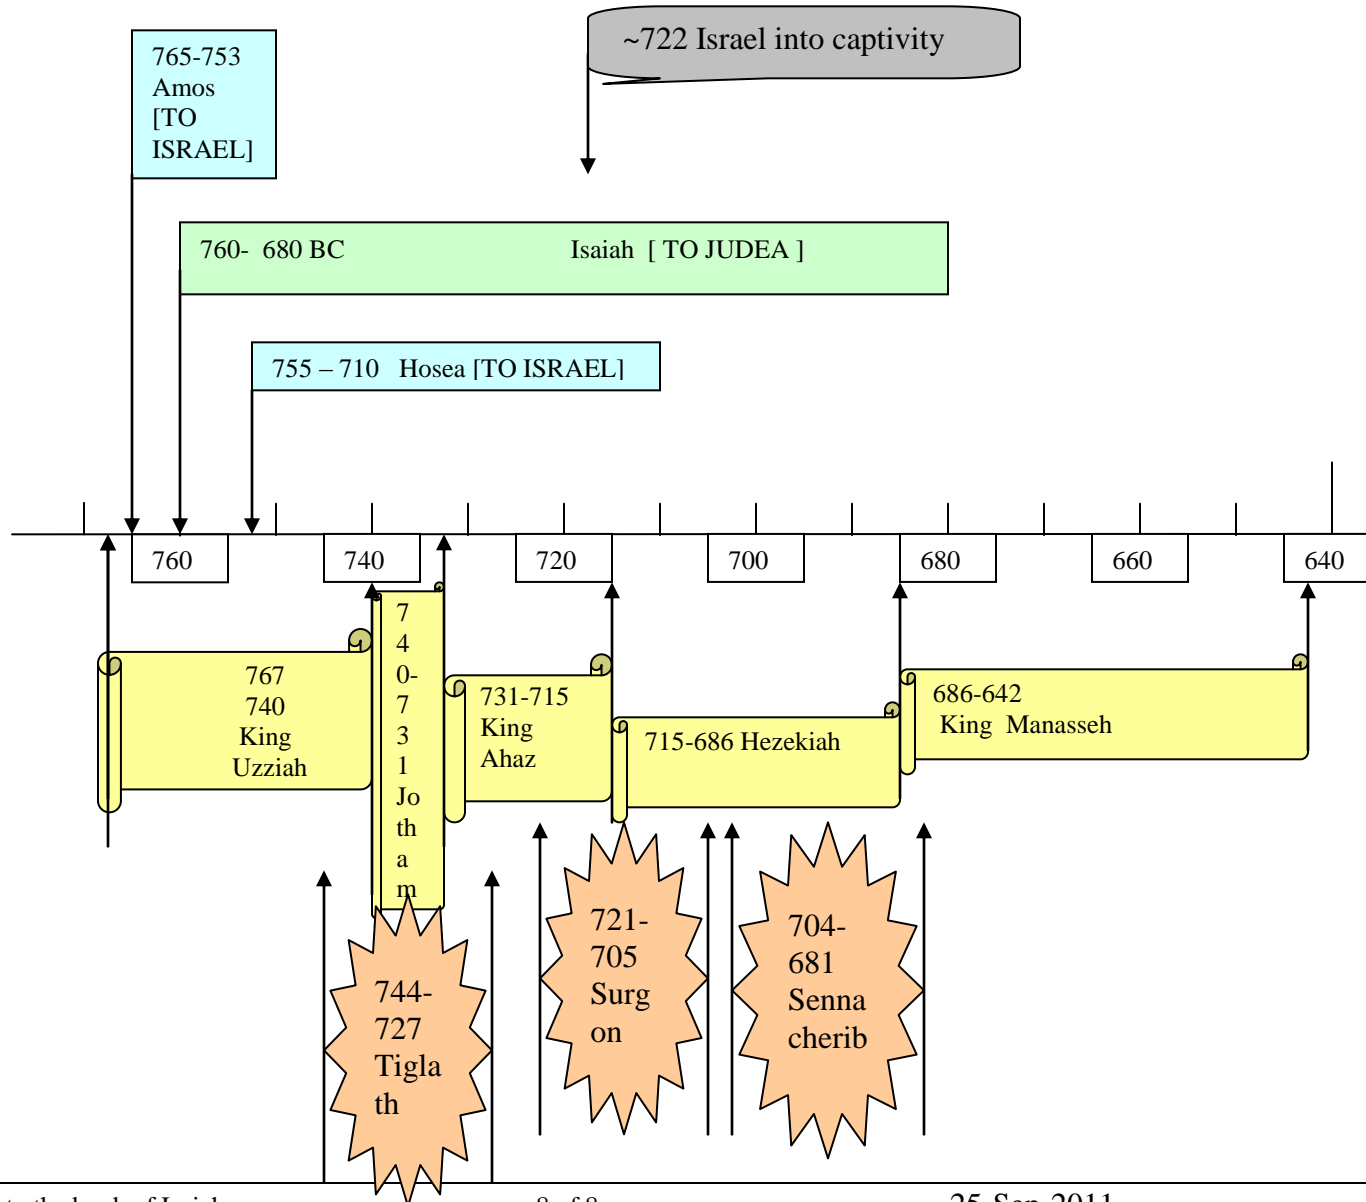 ~722 Israel into captivity
765-753
Amos
[TO
ISRAEL]
760-  680 BC Isaiah  [ TO JUDEA ]
755 – 710   Hosea [TO ISRAEL]
760 740 720 700 680 660 640
767
740
King
Uzziah
7
4
0-
7
3
1
Jo
th
a
m
731-715
King
Ahaz
715-686 Hezekiah
686-642
King  Manasseh
744-
727
Tigla
th
721-
705
Surg
on
704-
681
Senna
cherib
25-Sep-2011